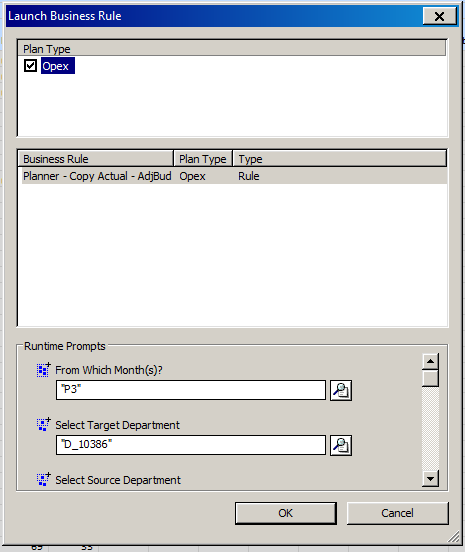 Launch Business Rule
Plan Type
Opex
Business Rule Plan Type Type
Planner - Copy Actual - AdjBud Opex Rule
Runtime Prompts
From Which Month(s)?
"P3"
Select Target Department
"D_10386"
Select Source Department
OK Cancel